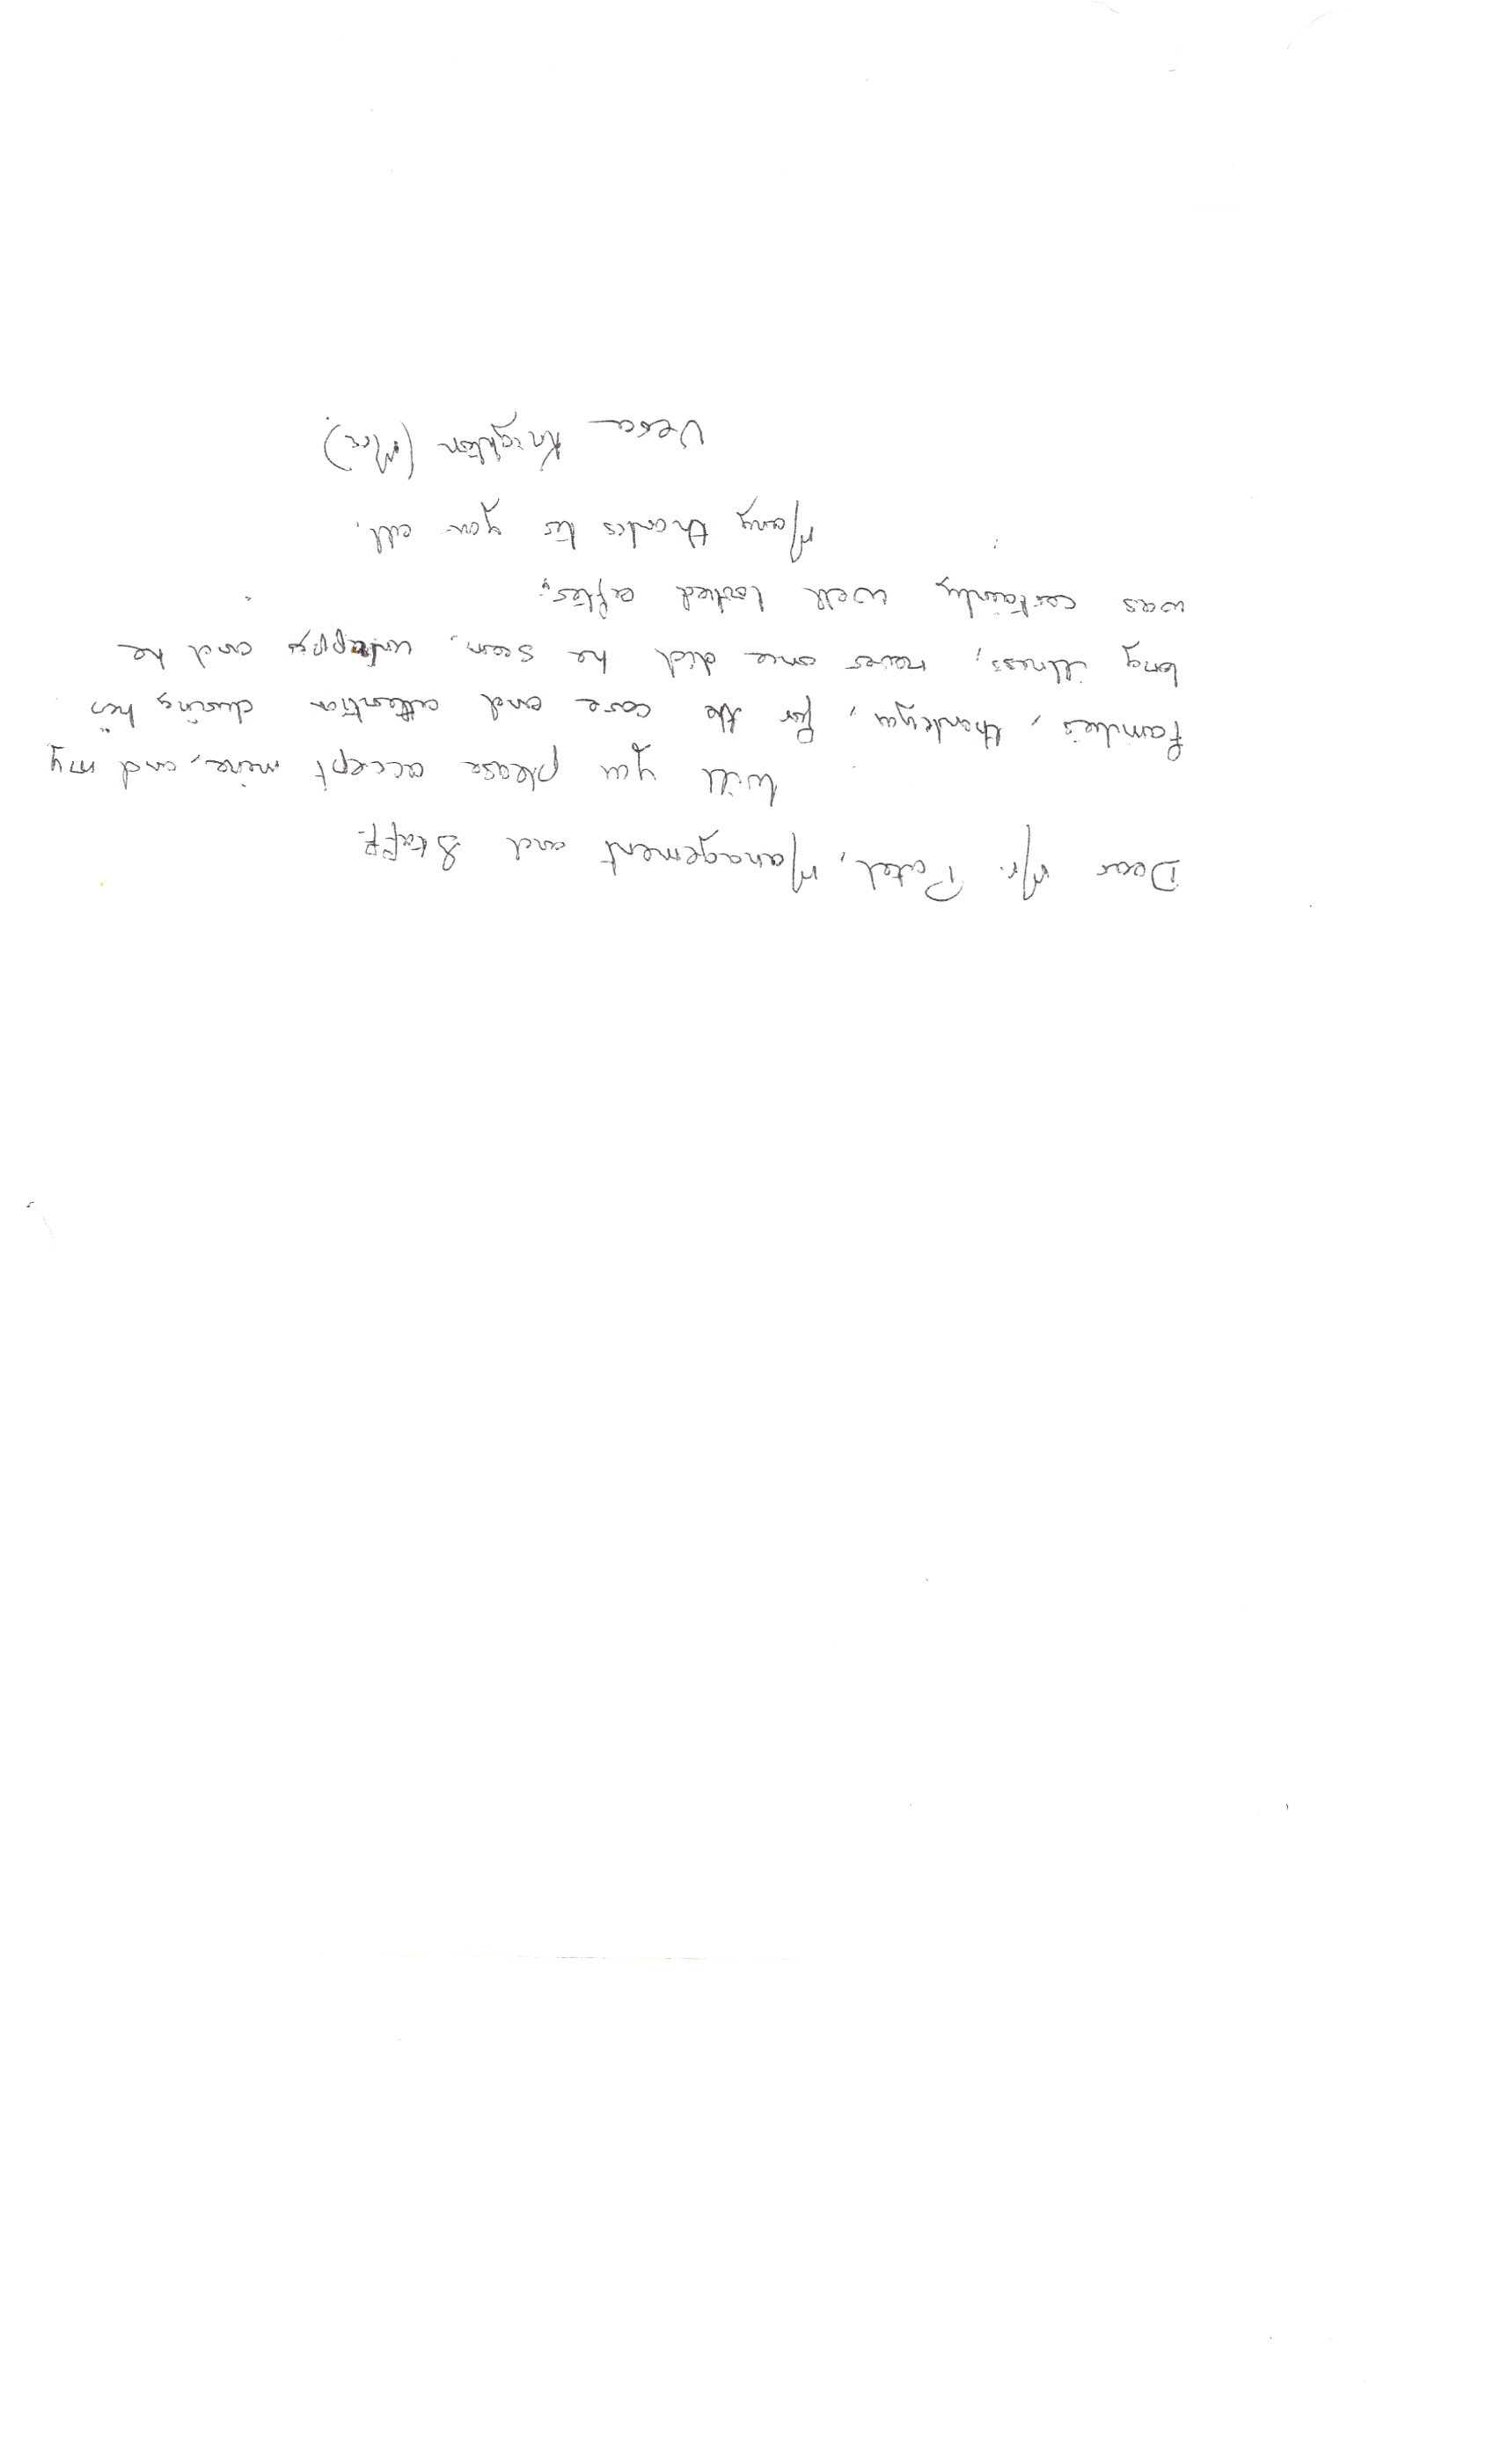 Dear Mr. Patel, Management and Staff.
Will you please accept mine, and my
families, thankyou, for the care and attention during his
long illness, never once did he seem, unhappy and he
was certainly well looked after.
Many thanks to you all.
Vera Knighton (Mrs.)